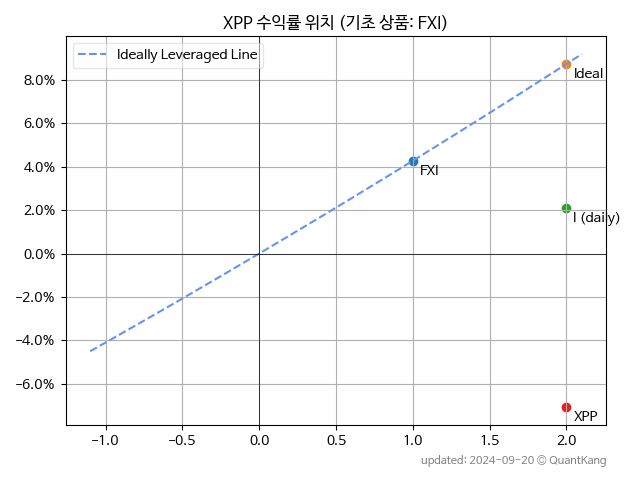 XPP 수익률 위치 (기초 상품: FXI)
Ideally Leveraged Line
8.0%
6.0%
4.0%
2.0%
0.0%
−2.0%
−4.0%
−6.0%
Ideal
FXI
I (daily)
XPP
−1.0 −0.5 0.0 0.5 1.0 1.5 2.0
updated: 2024-09-20 © QuantKang